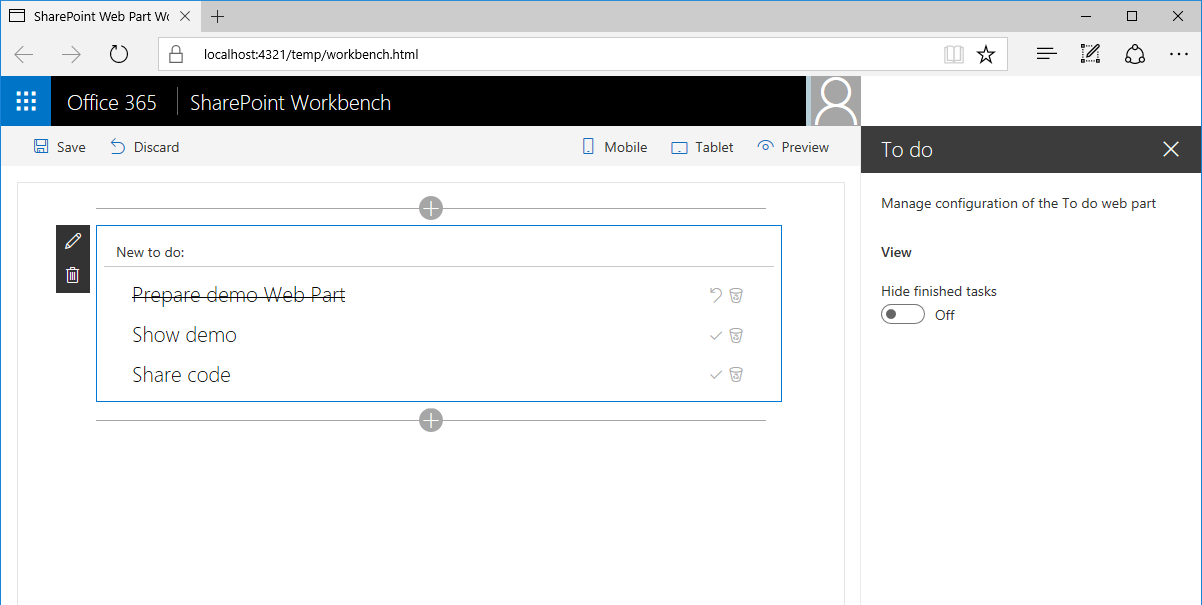 SharePoint Web Part Wo
localhost:4321/temp/workbench.html
Office 365 SharePoint Workbench
Save Discard Mobile Tablet Preview
To do
Manage configuration of the To do web part
View
Hide finished tasks
Off
New to do:
Prepare demo Web Part
Show demo
Share code